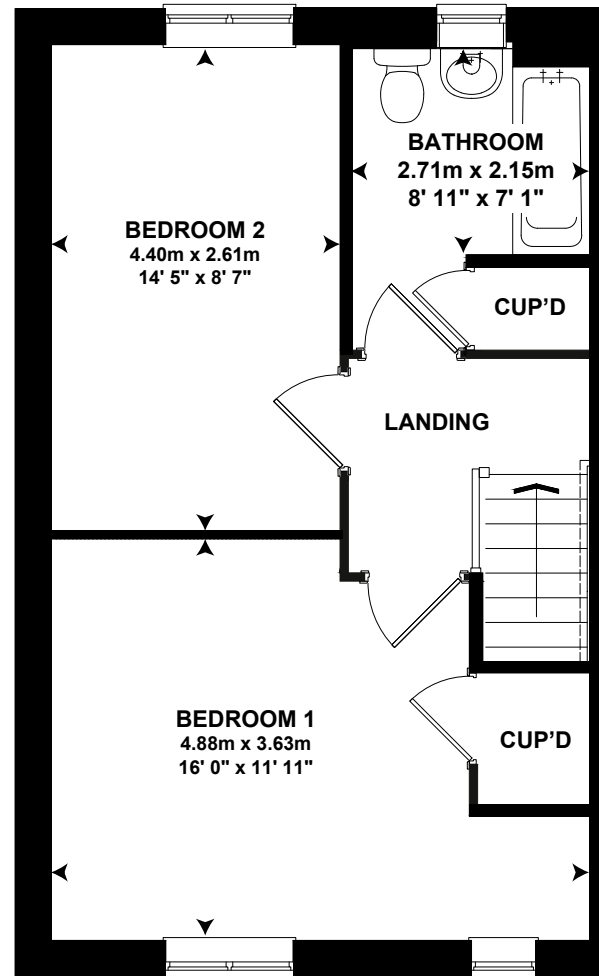 BATHROOM
2.71m x 2.15m
8' 11" x 7' 1"
BEDROOM 2
4.40m x 2.61m
14' 5" x 8' 7"
CUP’D
LANDING
BEDROOM 1
4.88m x 3.63m
16' 0" x 11' 11"
CUP’D